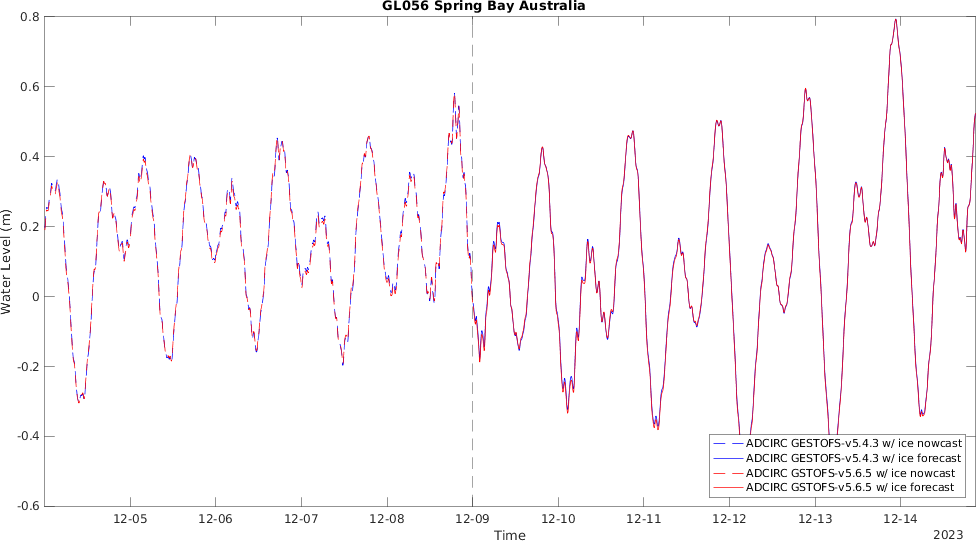 GL056 Spring Bay Australia
Water Level (m)
0.8
0.6
0.4
0.2
0
-0.2
-0.4
-0.6
ADCIRC GESTOFS-v5.4.3 w/ ice nowcast
ADCIRC GESTOFS-v5.4.3 w/ ice forecast
ADCIRC GSTOFS-v5.6.5 w/ ice nowcast
ADCIRC GSTOFS-v5.6.5 w/ ice forecast
12-05 12-06 12-07 12-08 12-09 12-10 12-11 12-12 12-13 12-14
Time
2023